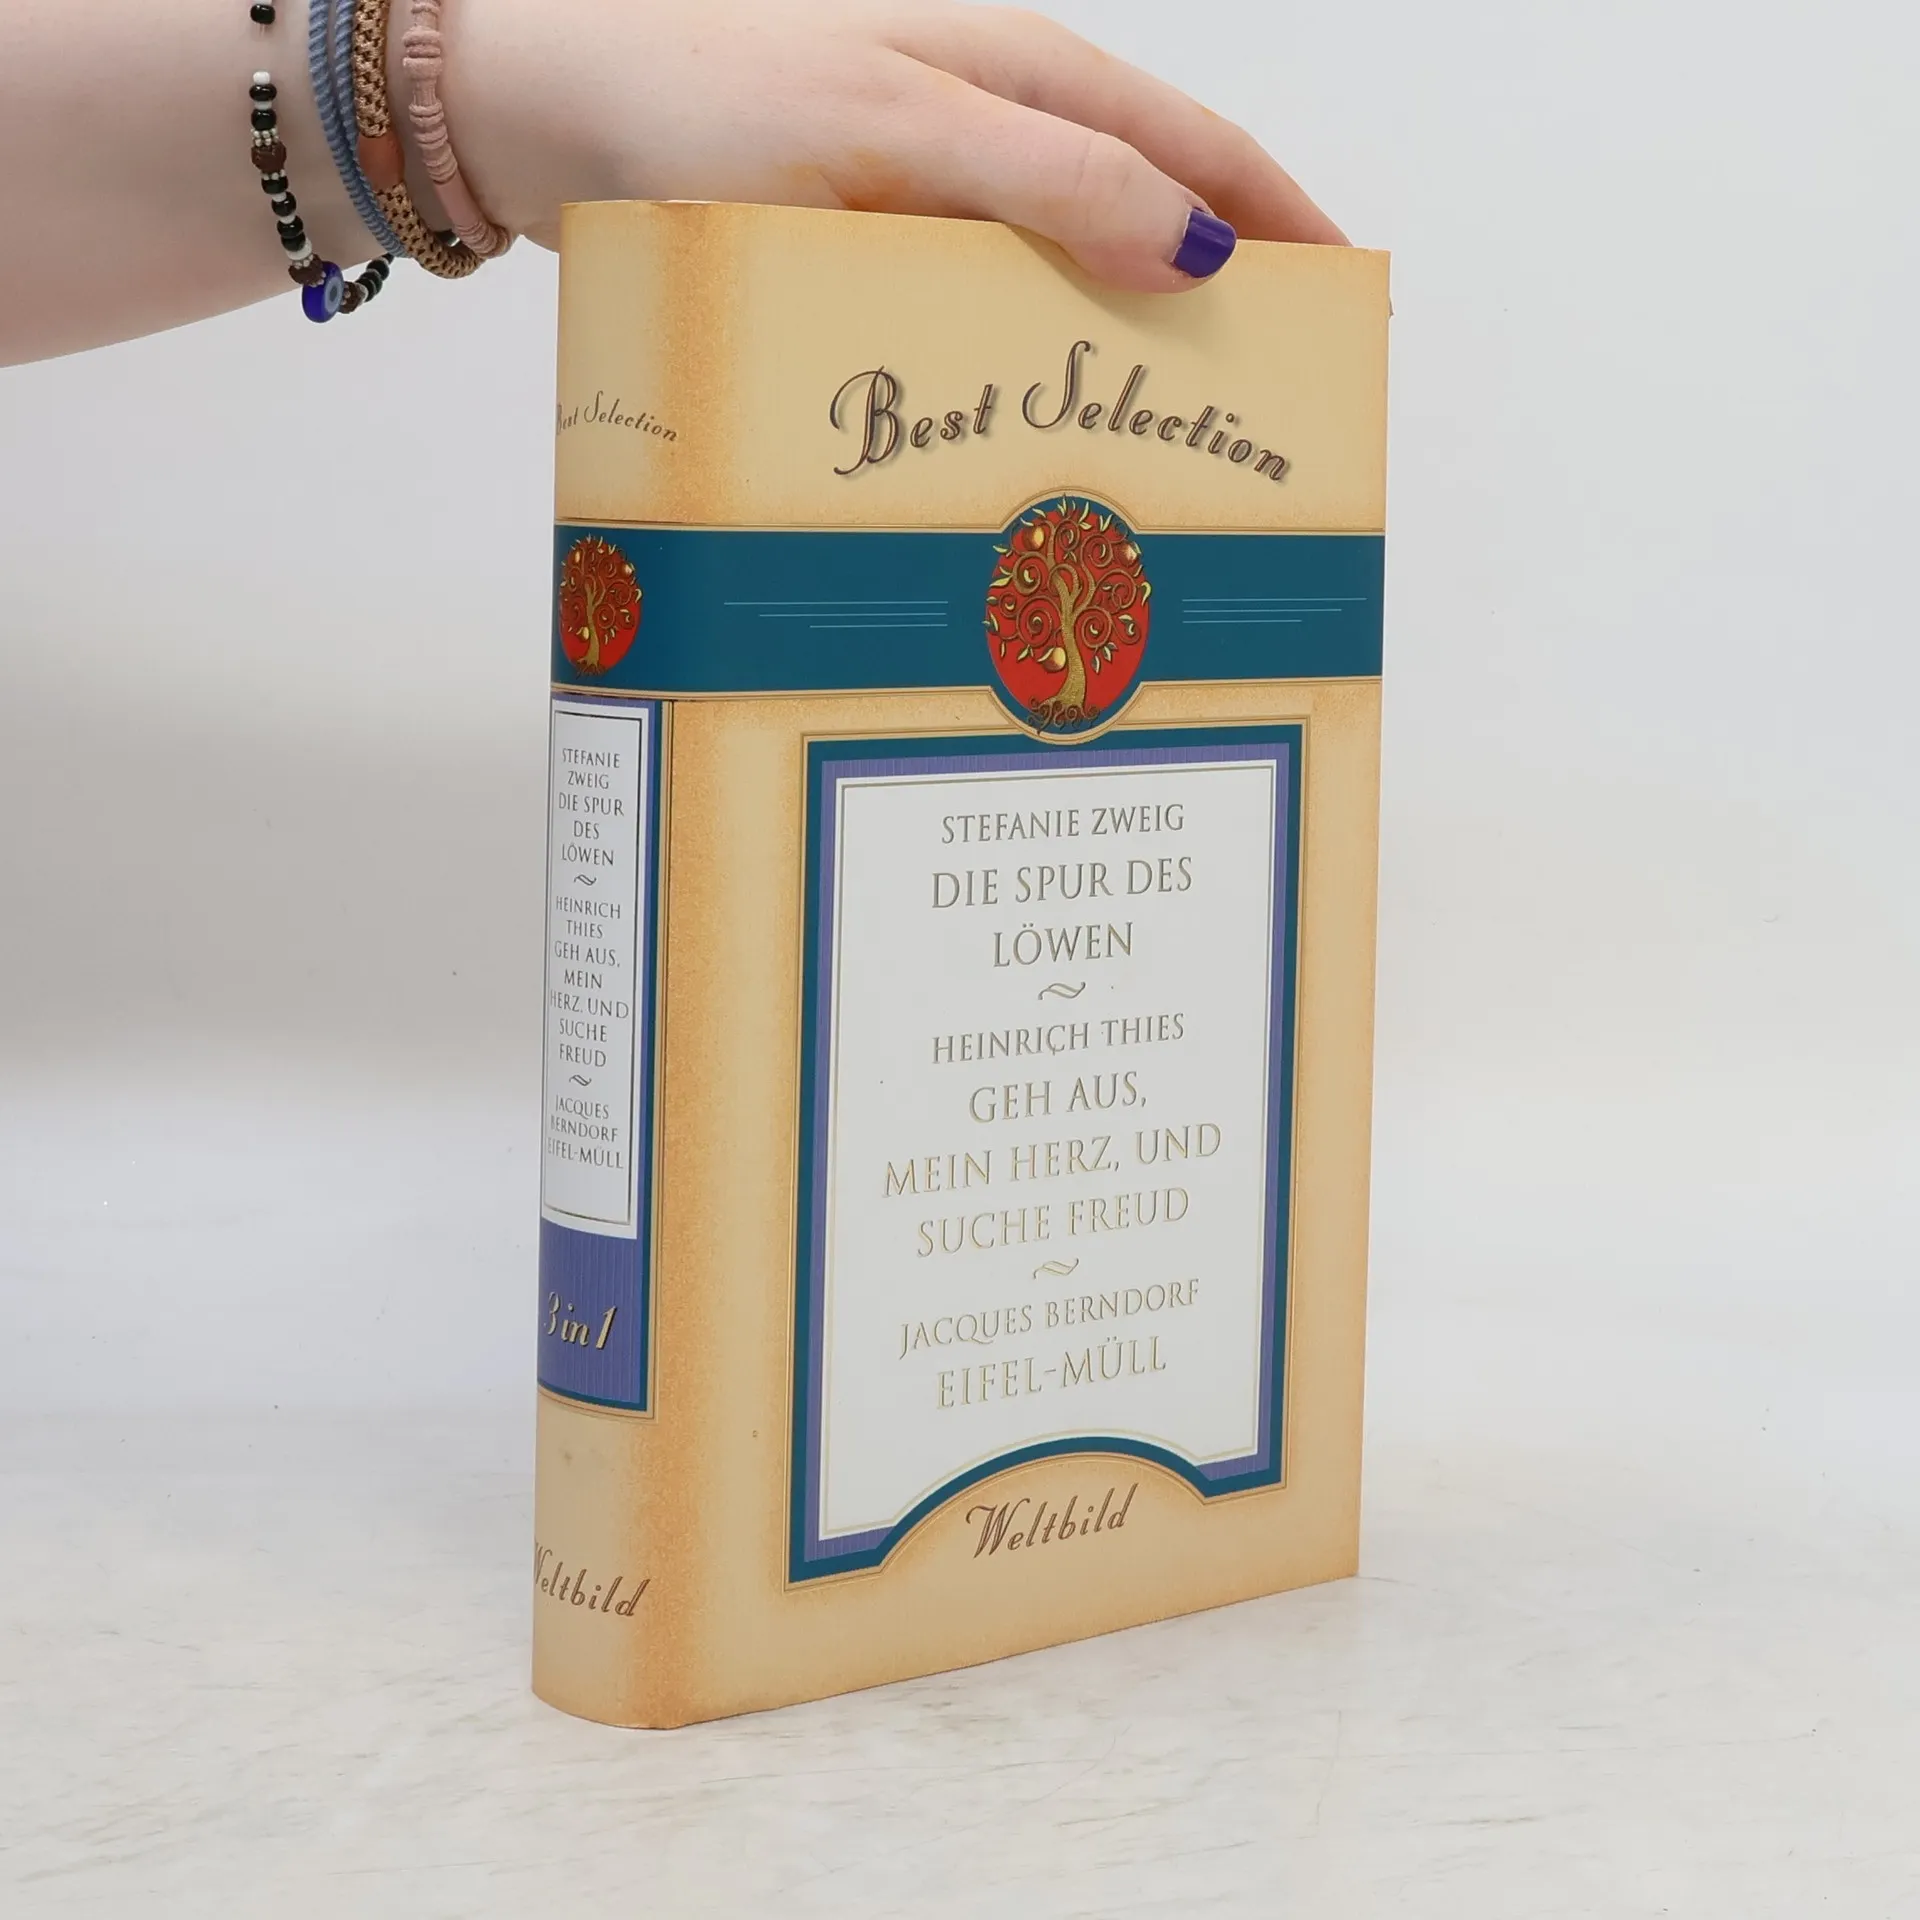 Best Selection
STEFANIE ZWEIG
DIE SPUR DES
LÖWEN
HEINRICH THIES
GEH AUS,
MEIN HERZ, UND
SUCHE FREUD
JACQUES BERNDORF
EIFEL-MÜLL
Weltbild
Best Selection
STEFANIE
ZWEIG
DIE SPUR
DES
LÖWEN
HEINRICH
THIES
GEH AUS,
MEIN
HERZ, UND
SUCHE
FREUD
JACQUES
BERNDORF
EIFEL-MÜLL
3 in 1
Weltbild